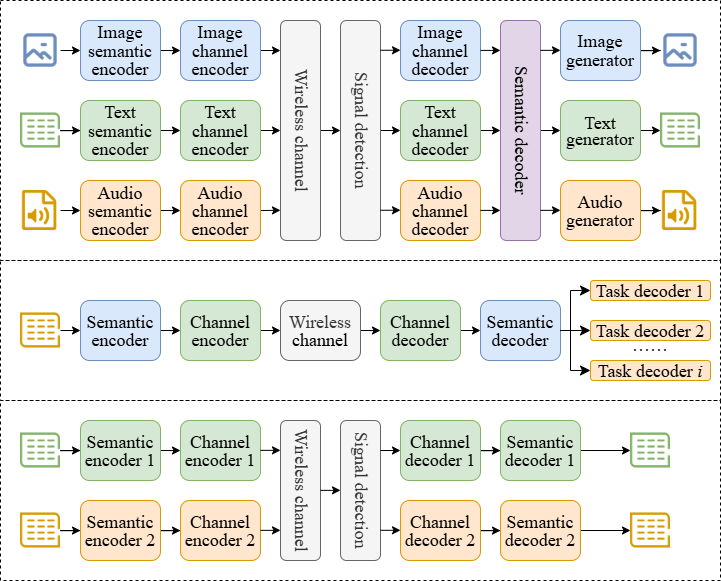 Image
semantic
encoder
Image
channel
encoder
Wireless channel
Signal detection
Image
channel
decoder
Semantic decoder
Image
generator
Text
semantic
encoder
Text
channel
encoder
Text
channel
decoder
Text
generator
Audio
semantic
encoder
Audio
channel
encoder
Audio
channel
decoder
Audio
generator
Semantic
encoder
Channel
encoder
Wireless
channel
Channel
decoder
Semantic
decoder
Task decoder 1
Task decoder 2
......
Task decoder i
Semantic
encoder 1
Channel
encoder 1
Wireless channel
Signal detection
Channel
decoder 1
Semantic
decoder 1
Semantic
encoder 2
Channel
encoder 2
Channel
decoder 2
Semantic
decoder 2